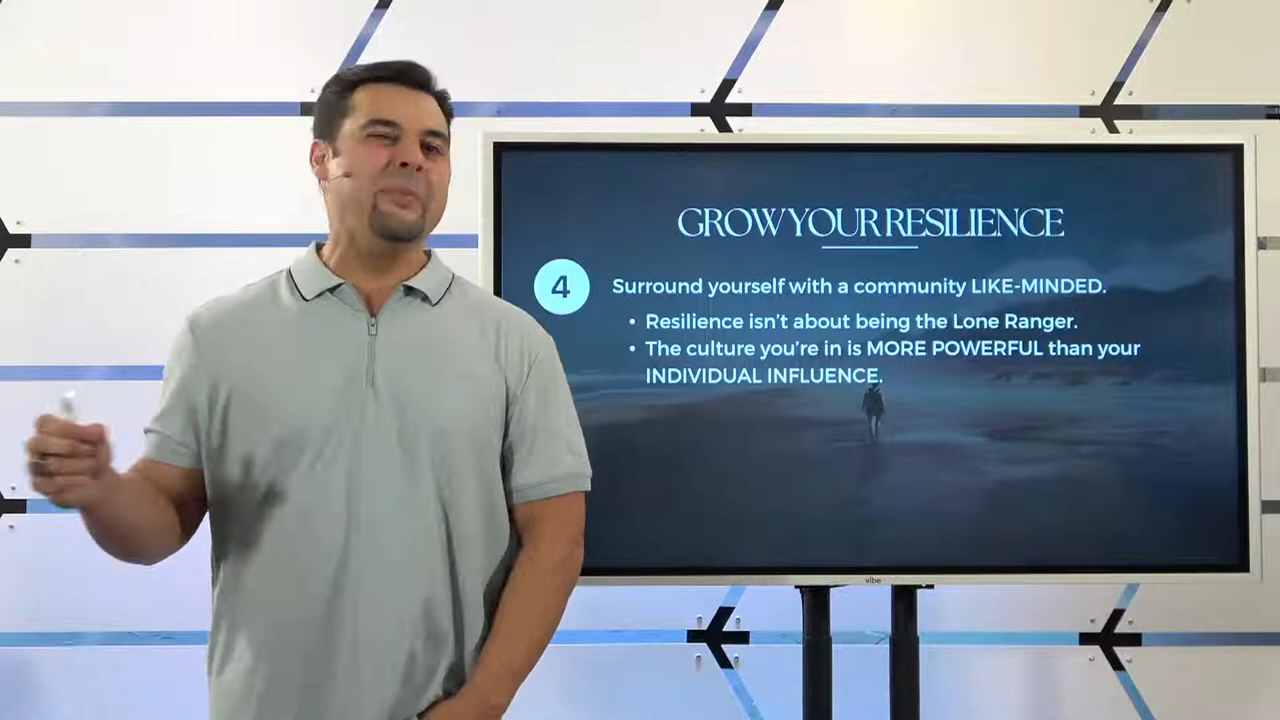 GROW YOUR RESILIENCE
4
Surround yourself with a community LIKE-MINDED.
• Resilience isn't about being the Lone Ranger.
• The culture you're in is MORE POWERFUL than your
INDIVIDUAL INFLUENCE.
vibe